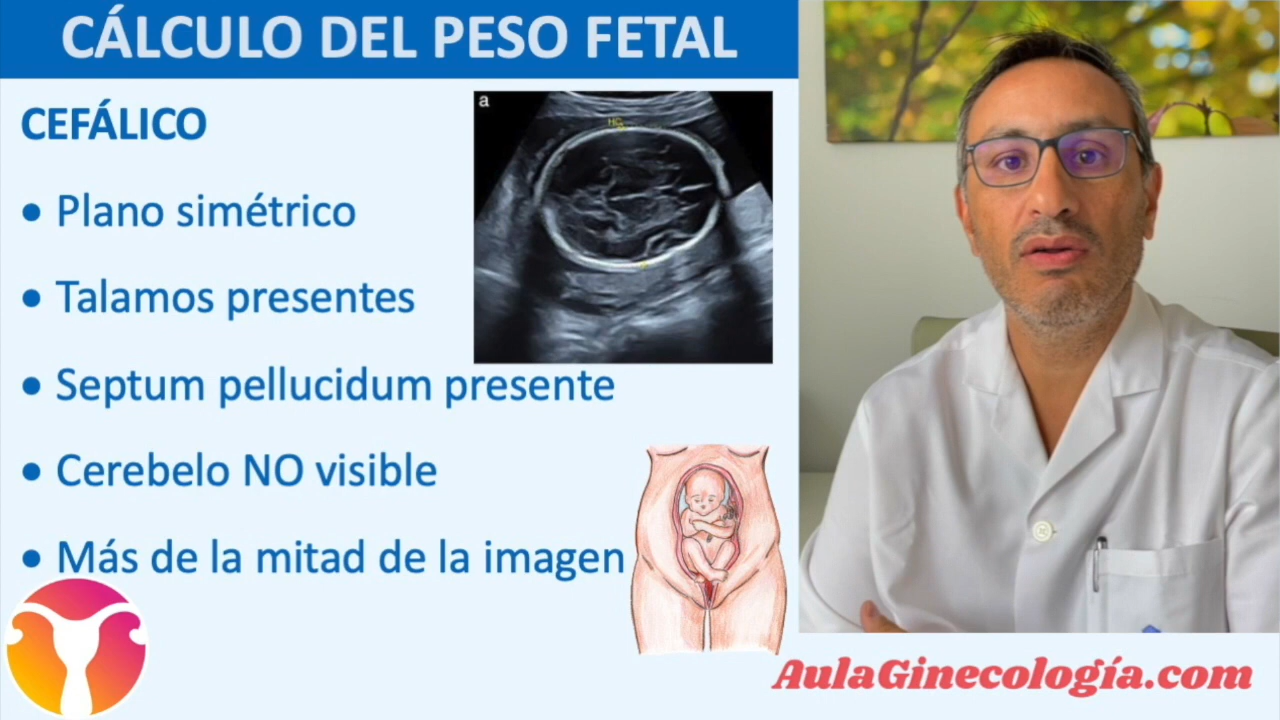 CÁLCULO DEL PESO FETAL
CEFÁLICO
a
HC
• Plano simétrico
• Talamos presentes
• Septum pellucidum presente
• Cerebelo NO visible
• Más de la mitad de la imagen
AulaGinecología.com